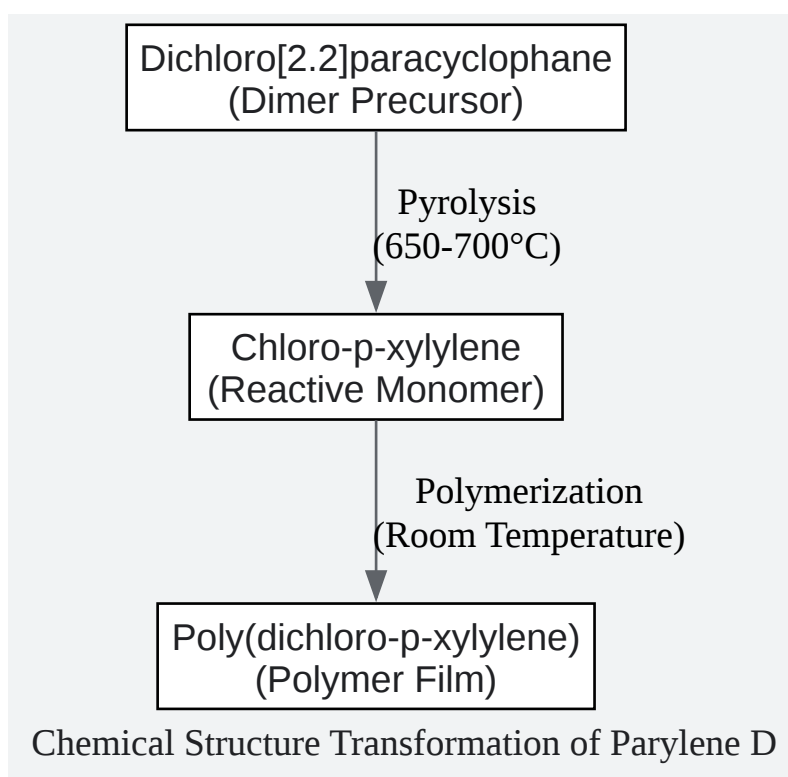 Dichloro[2.2]paracyclophane
(Dimer Precursor)
Pyrolysis
(650-700°C)
Chloro-p-xylylene
(Reactive Monomer)
Polymerization
(Room Temperature)
Poly(dichloro-p-xylylene)
(Polymer Film)
Chemical Structure Transformation of Parylene D